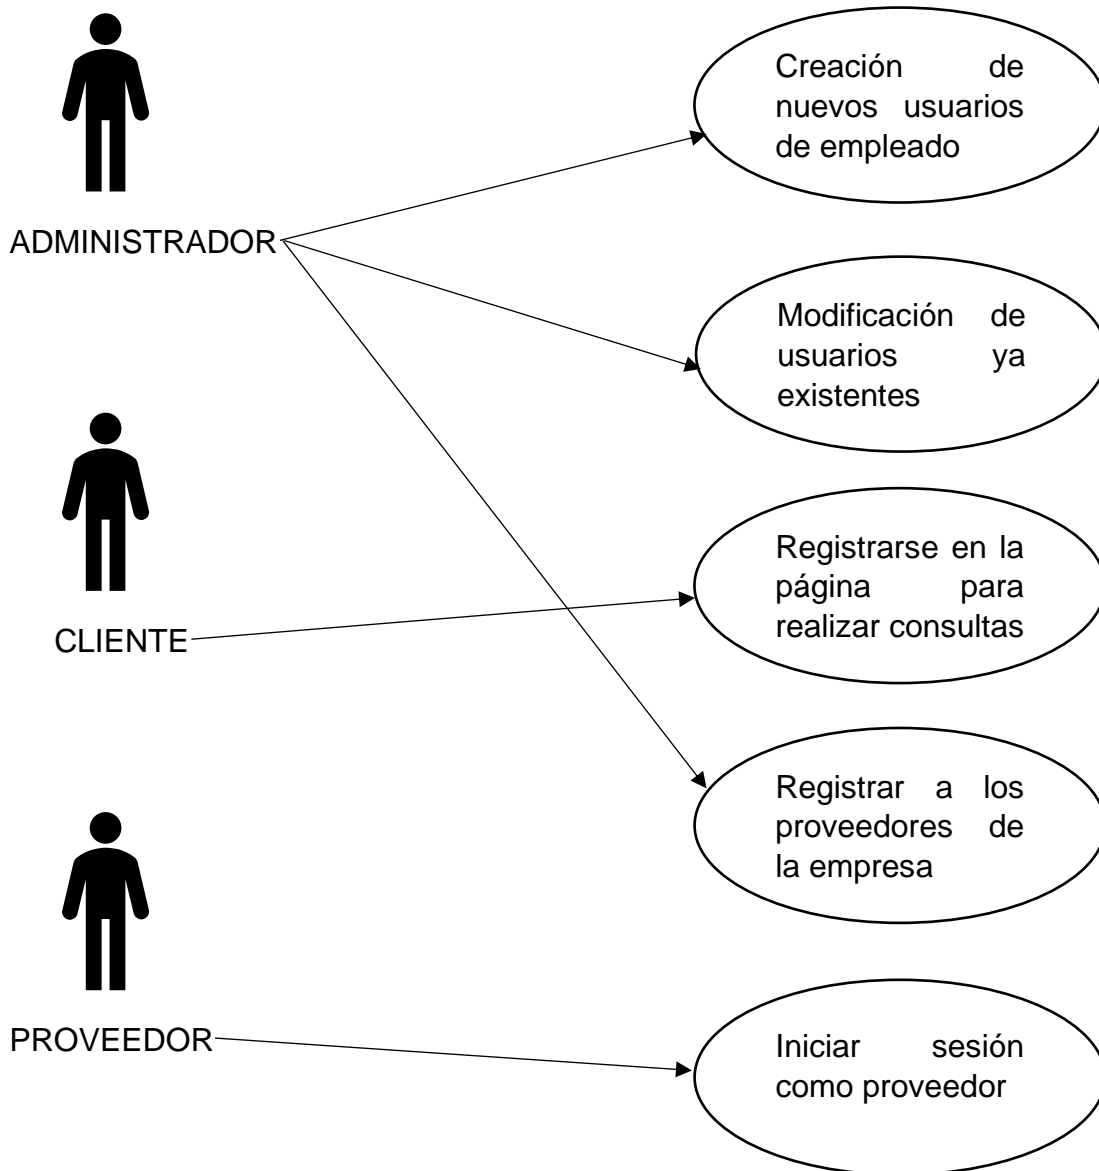 Creación de
nuevos usuarios
de empleado
ADMINISTRADOR
Modificación de
usuarios ya
existentes
Registrarse en la
página para
realizar consultas
CLIENTE
Registrar a los
proveedores de
la empresa
PROVEEDOR
Iniciar sesión
como proveedor